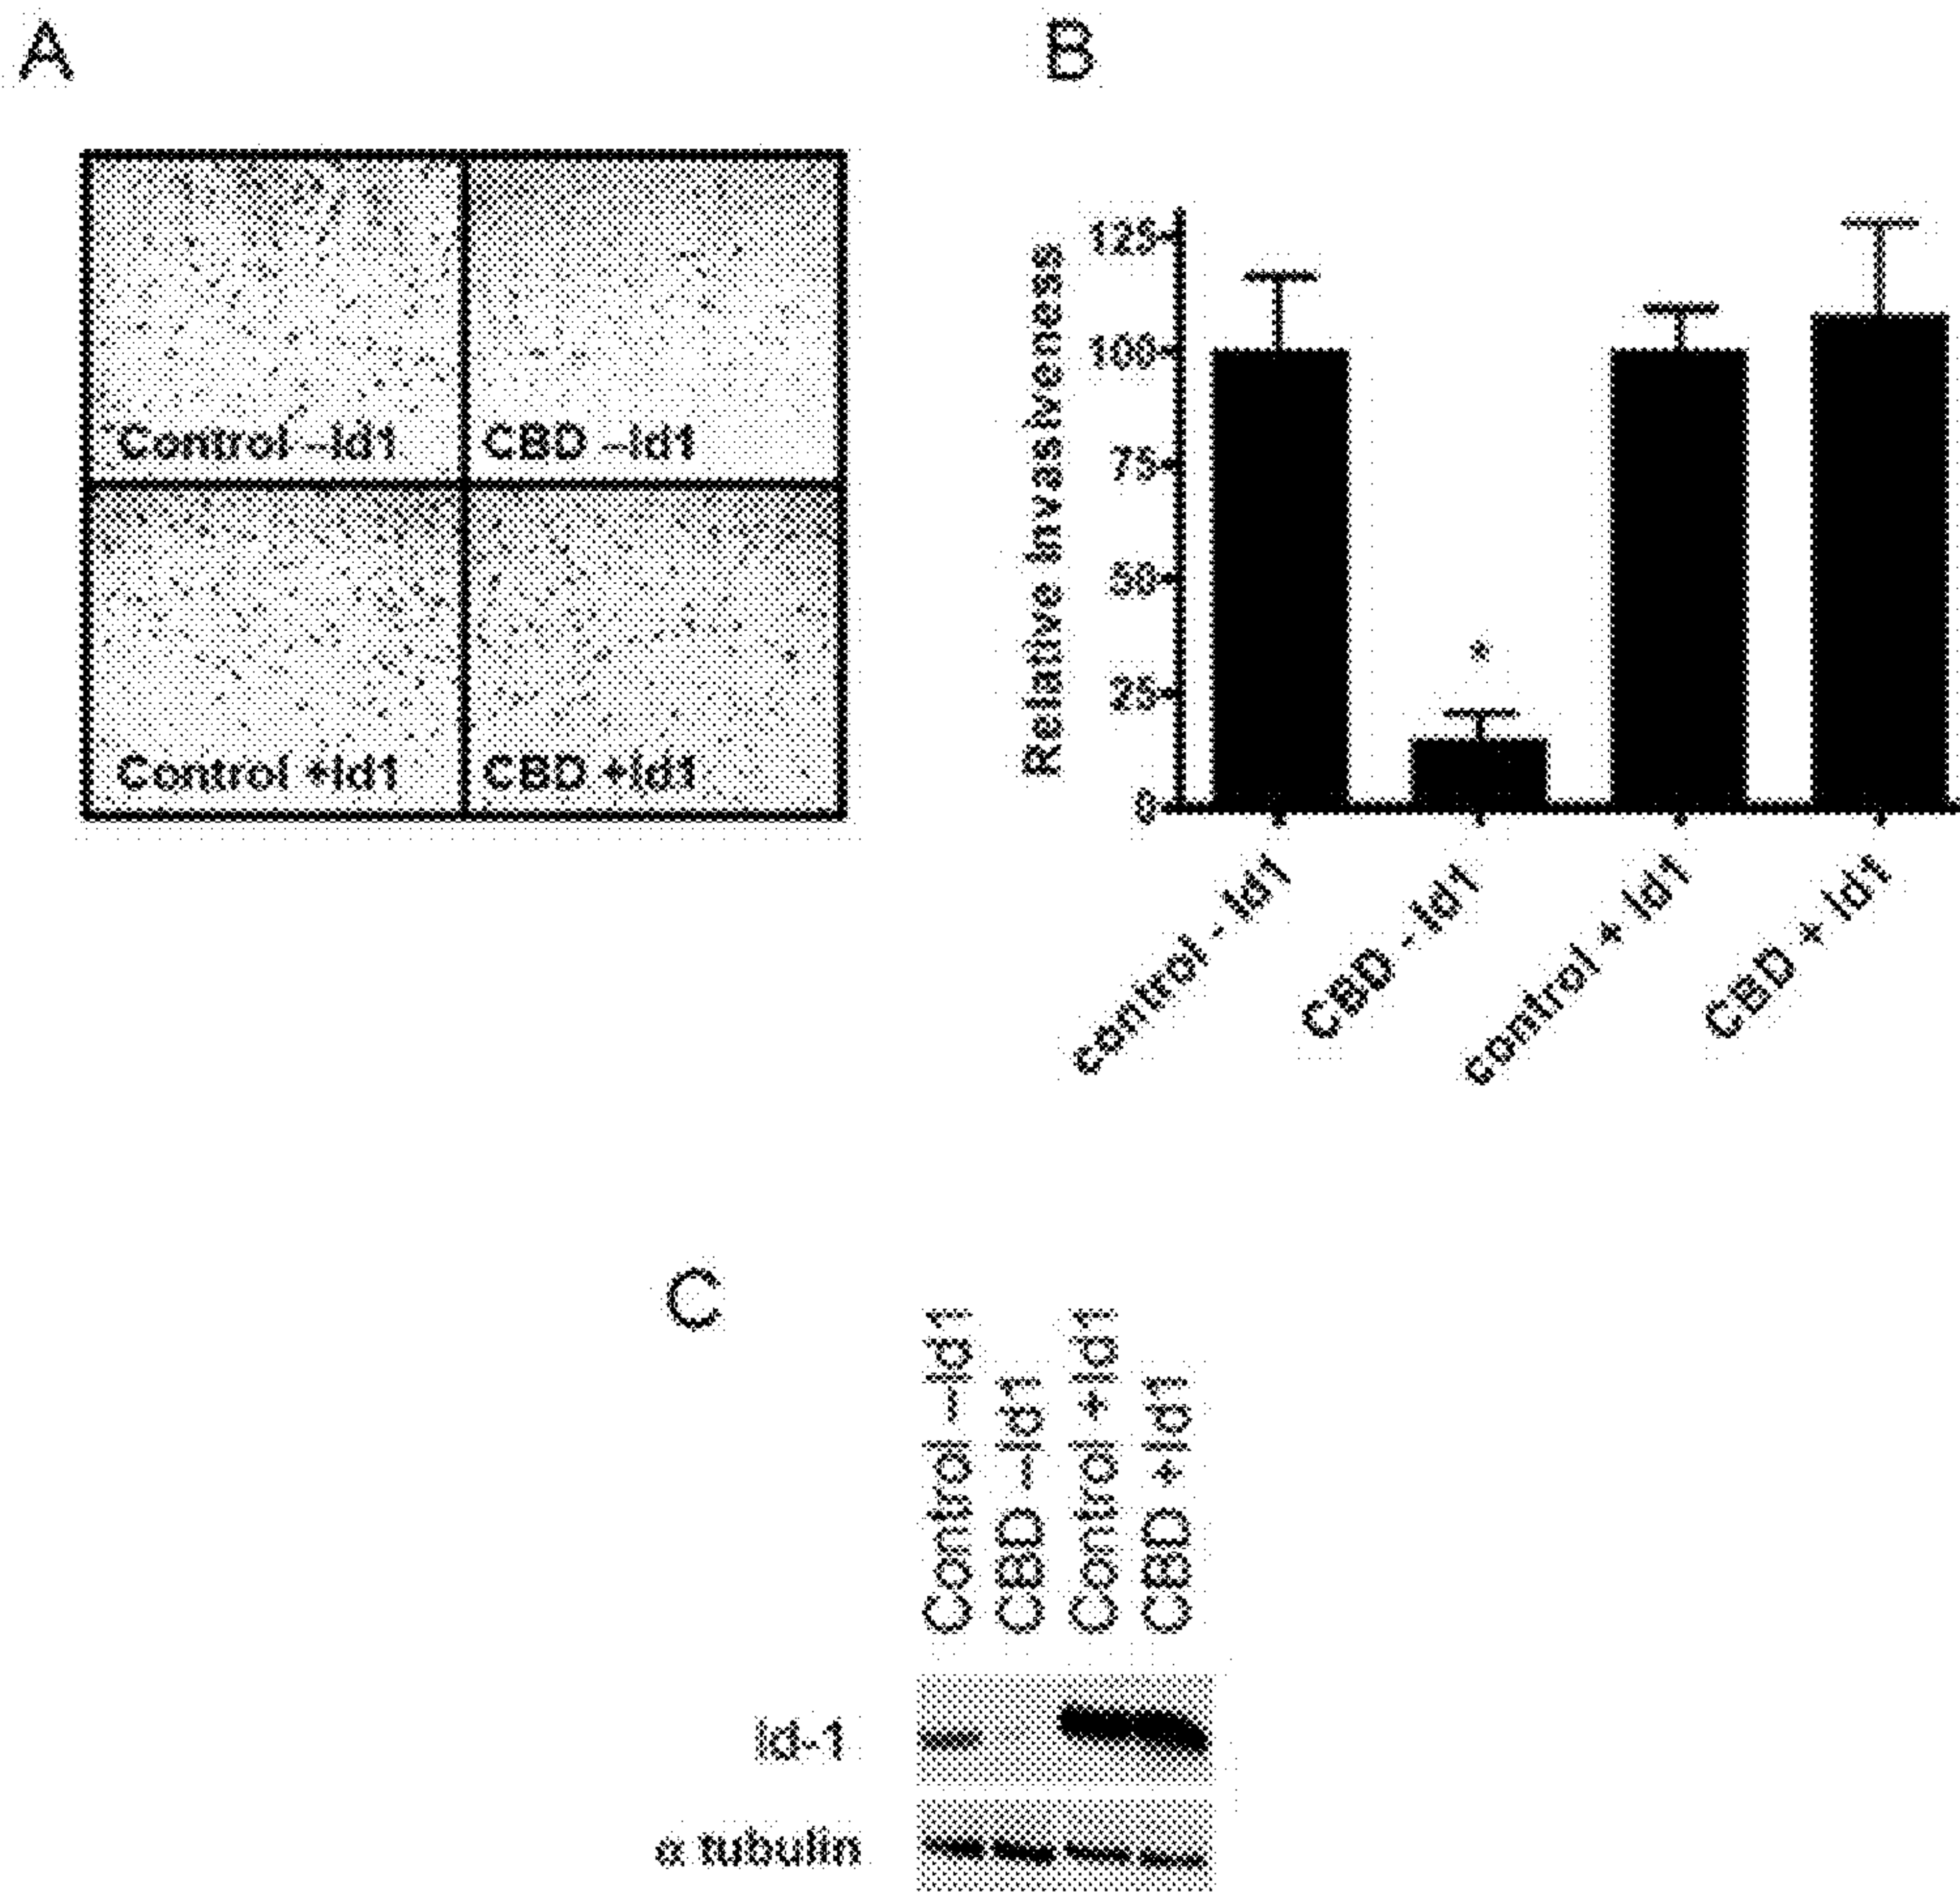 A
B
Control –Id1
CBD –Id1
Control +Id1
CBD +Id1
Relative Invasiveness
125
100
75
50
25
0
*
control - Id1
CBD - Id1
control + Id1
CBD + Id1
C
Control –Id1
CBD –Id1
Control +Id1
CBD +Id1
Id-1
α tubulin